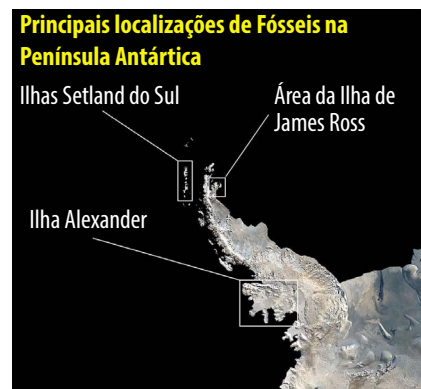 Principais localizações de Fósseis na
Península Antártica
Ilhas Setland do Sul
Área da Ilha de
James Ross
Ilha Alexander